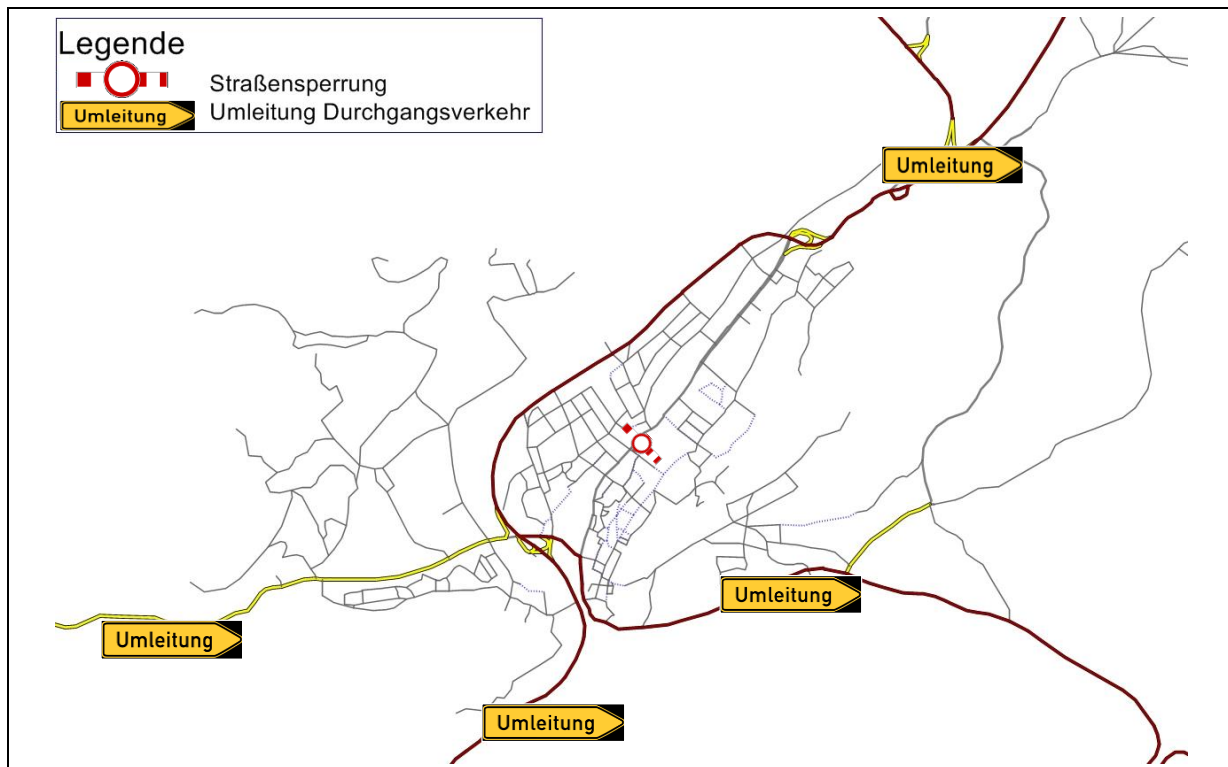 Legende
Straßensperrung
Umleitung Umleitung Durchgangsverkehr
Umleitung
Umleitung
Umleitung
Umleitung